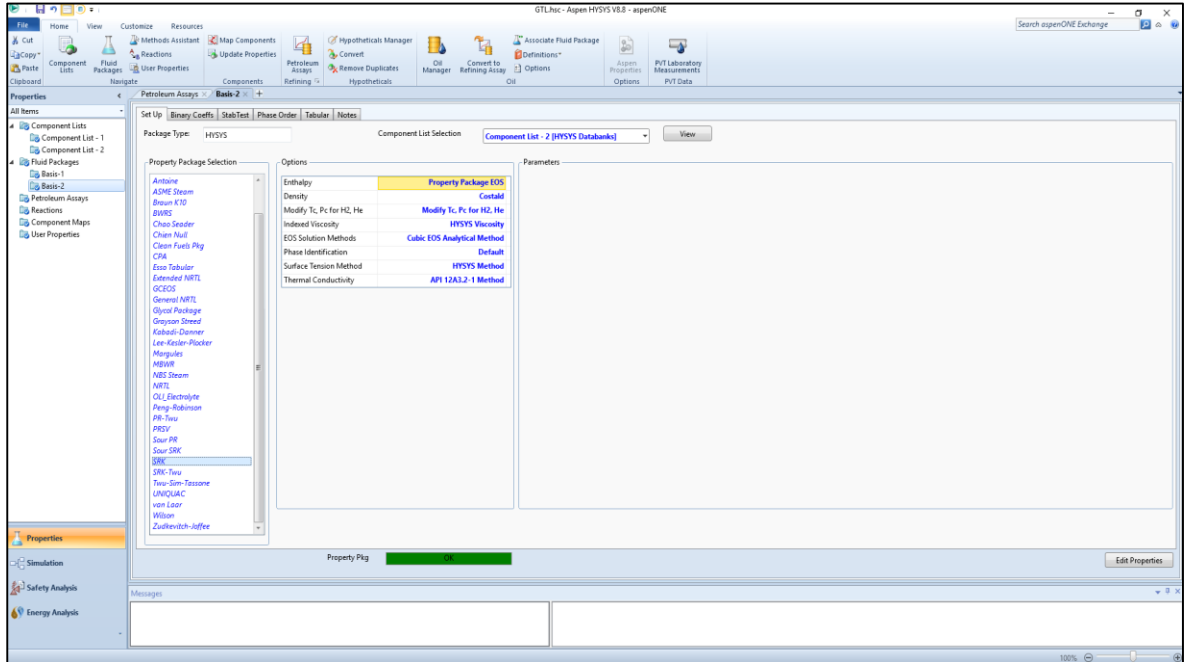 GTL.hsc - Aspen HYSYS V8.8 - aspenONE
File Home View Customize Resources
Search aspenONE Exchange
Cut
Copy
Paste
Clipboard
Component Lists
Fluid Packages
Methods Assistant
Reactions
User Properties
Navigate
Map Components
Update Properties
Components
Petroleum Assays
Refining
Hypotheticals Manager
Convert
Remove Duplicates
Hypotheticals
Oil Manager
Convert to Refining Assay
Associate Fluid Package
Definitions
Options
Oil
Aspen Properties
Options
PVT Laboratory Measurements
PVT Data
Properties
All Items
Component Lists
Component List - 1
Component List - 2
Fluid Packages
Basis-1
Basis-2
Petroleum Assays
Reactions
Component Maps
User Properties
Properties
Simulation
Safety Analysis
Energy Analysis
Petroleum Assays Basis-2 +
Set Up Binary Coeffs StabTest Phase Order Tabular Notes
Package Type: HYSYS Component List Selection Component List - 2 [HYSYS Databanks] View
Property Package Selection
Antoine
ASME Steam
Braun K10
BWRS
Chao Seader
Chien Null
Clean Fuels Pkg
CPA
Esso Tabular
Extended NRTL
GCEOS
General NRTL
Glycol Package
Grayson Streed
Kabadi-Danner
Lee-Kesler-Plocker
Margules
MBWR
NBS Steam
NRTL
OLI_Electrolyte
Peng-Robinson
PR-Twu
PRSV
Sour PR
Sour SRK
SRK
SRK-Twu
Twu-Sim-Tassone
UNIQUAC
van Laar
Wilson
Zudkevitch-Joffee
Options
Enthalpy Property Package EOS
Density Costald
Modify Tc, Pc for H2, He Modify Tc, Pc for H2, He
Indexed Viscosity HYSYS Viscosity
EOS Solution Methods Cubic EOS Analytical Method
Phase Identification Default
Surface Tension Method HYSYS Method
Thermal Conductivity API 12A3.2-1 Method
Parameters
Property Pkg OK
Edit Properties
Messages
100%